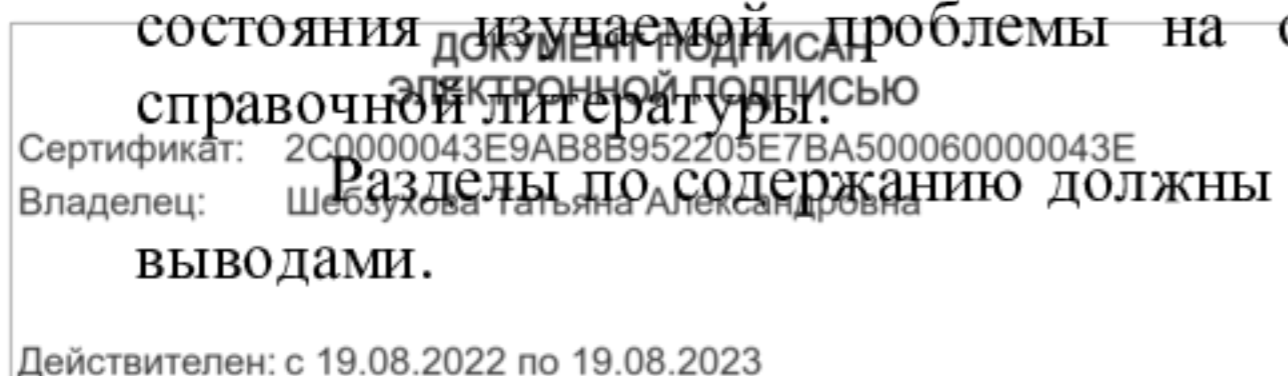 состояния изучаемой проблемы на
ДОКУМЕНТ ПОДПИСАН
ЭЛЕКТРОННОЙ ПОДПИСЬЮ
справочной литературы.
Сертификат: 2C0000043E9AB8B952205E7BA500060000043E
Разделы по содержанию должны
Владелец: Шебзухова Татьяна Александровна
выводами.
Действителен: с 19.08.2022 по 19.08.2023